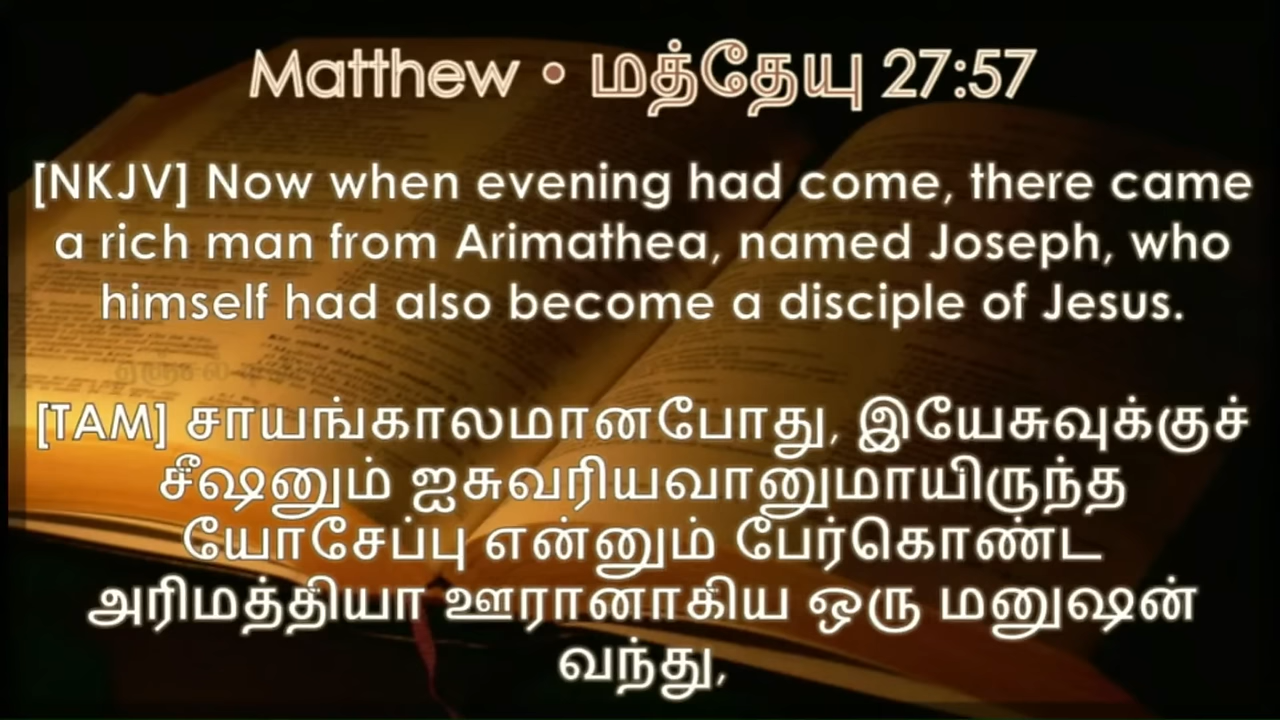 Matthew • மத்தேயு 27:57
[NKJV] Now when evening had come, there came
a rich man from Arimathea, named Joseph, who
himself had also become a disciple of Jesus.
[TAM] சாயங்காலமானபோது, இயேசுவுக்குச்
சீஷனும் ஐசுவரியவானுமாயிருந்த
யோசேப்பு என்னும் பேர்கொண்ட
அரிமத்தியா ஊரானாகிய ஒரு மனுஷன்
வந்து,